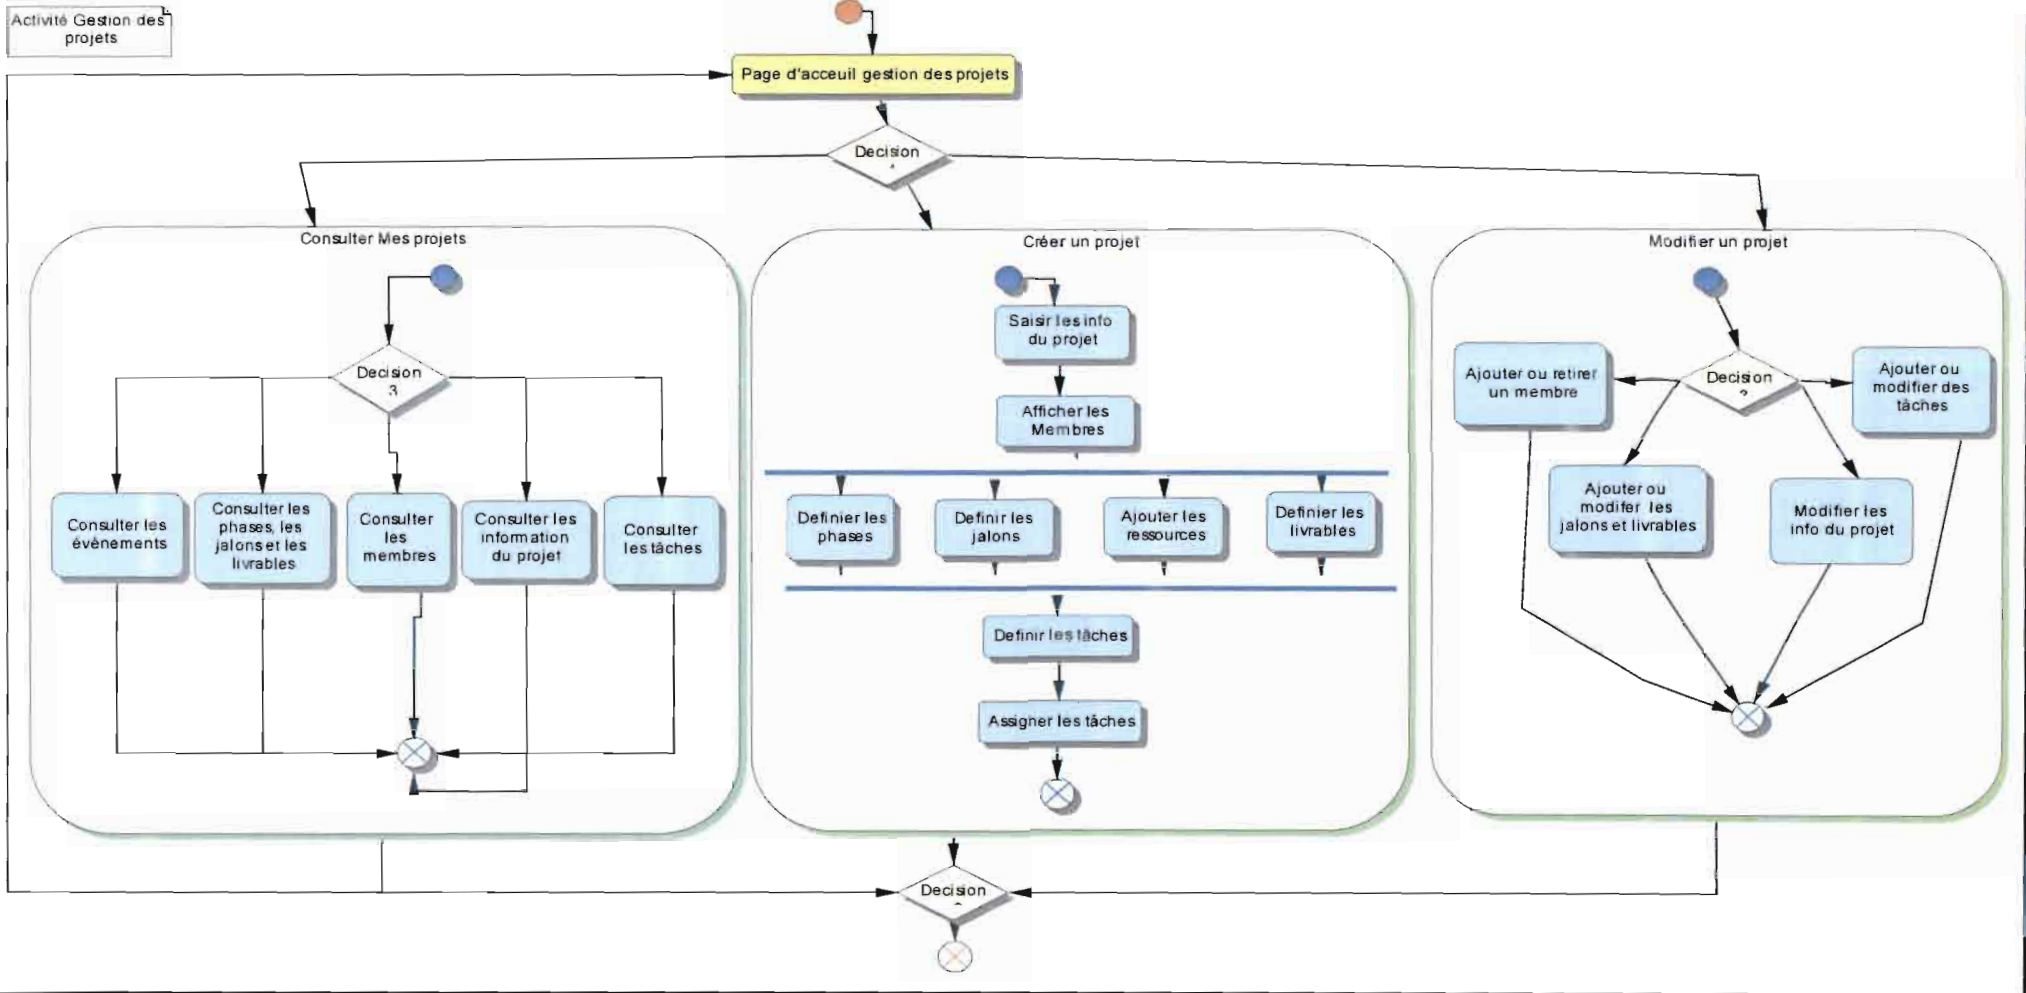 Activité Gestion des
projets
Page d'acceuil gestion des projets
Decision
Consulter Mes projets
Decision
3
Consulter les
évènements
Consulter les
phases, les
jalons et les
livrables
Consulter
les
membres
Consulter les
information
du projet
Consulter
les tâches
Créer un projet
Saisir les info
du projet
Afficher les
Membres
Definier les
phases
Definir les
jalons
Ajouter les
ressources
Definier les
livrables
Definir les tâches
Assigner les tâches
Modifier un projet
Decision
Ajouter ou retirer
un membre
Ajouter ou
modifier des
tâches
Ajouter ou
modifer les
jalons et livrables
Modifier les
info du projet
Decision